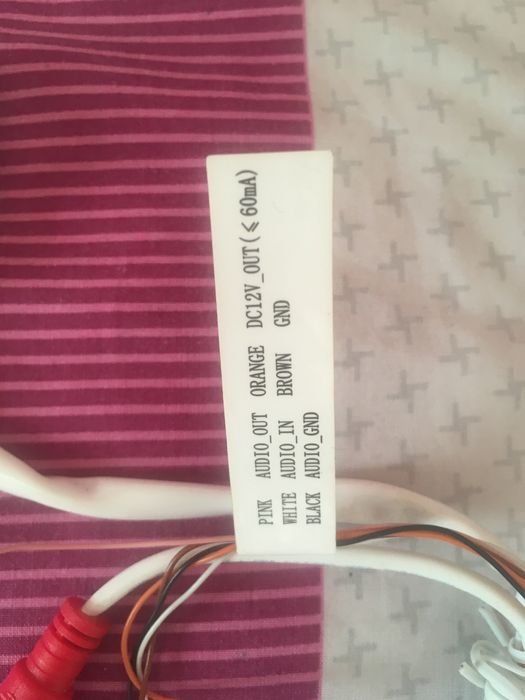 PINK AUDIO_OUT ORANGE DC12V_OUT(≤60mA)
WHITE AUDIO_IN BROWN GND
BLACK AUDIO_GND